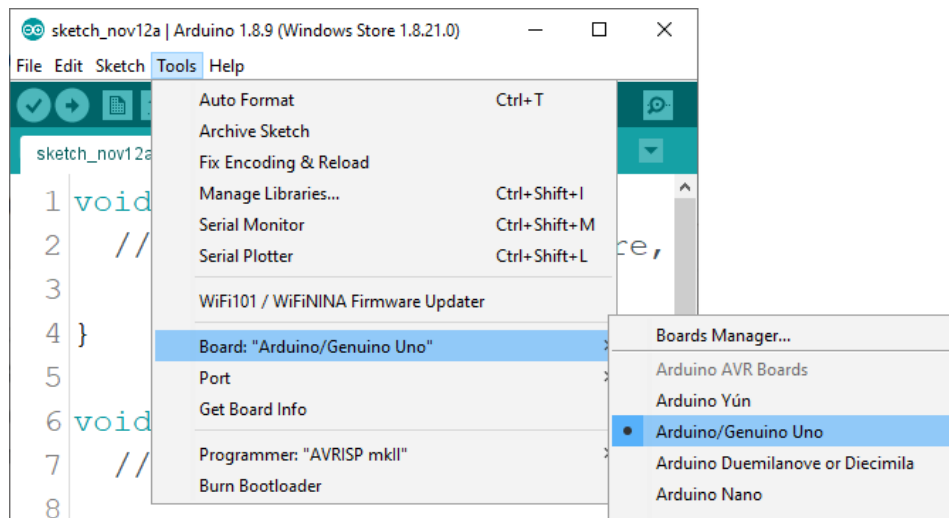 sketch_nov12a | Arduino 1.8.9 (Windows Store 1.8.21.0)
File Edit Sketch Tools Help
sketch_nov12a
Auto Format Ctrl+T
Archive Sketch
Fix Encoding & Reload
Manage Libraries... Ctrl+Shift+I
Serial Monitor Ctrl+Shift+M
Serial Plotter Ctrl+Shift+L
WiFi101 / WiFiNINA Firmware Updater
Board: "Arduino/Genuino Uno"
Port
Get Board Info
Programmer: "AVRISP mkII"
Burn Bootloader
1 void
2 // re,
3
4 }
5
6 void
7 //
8
Boards Manager...
Arduino AVR Boards
Arduino Yún
Arduino/Genuino Uno
Arduino Duemilanove or Diecimila
Arduino Nano